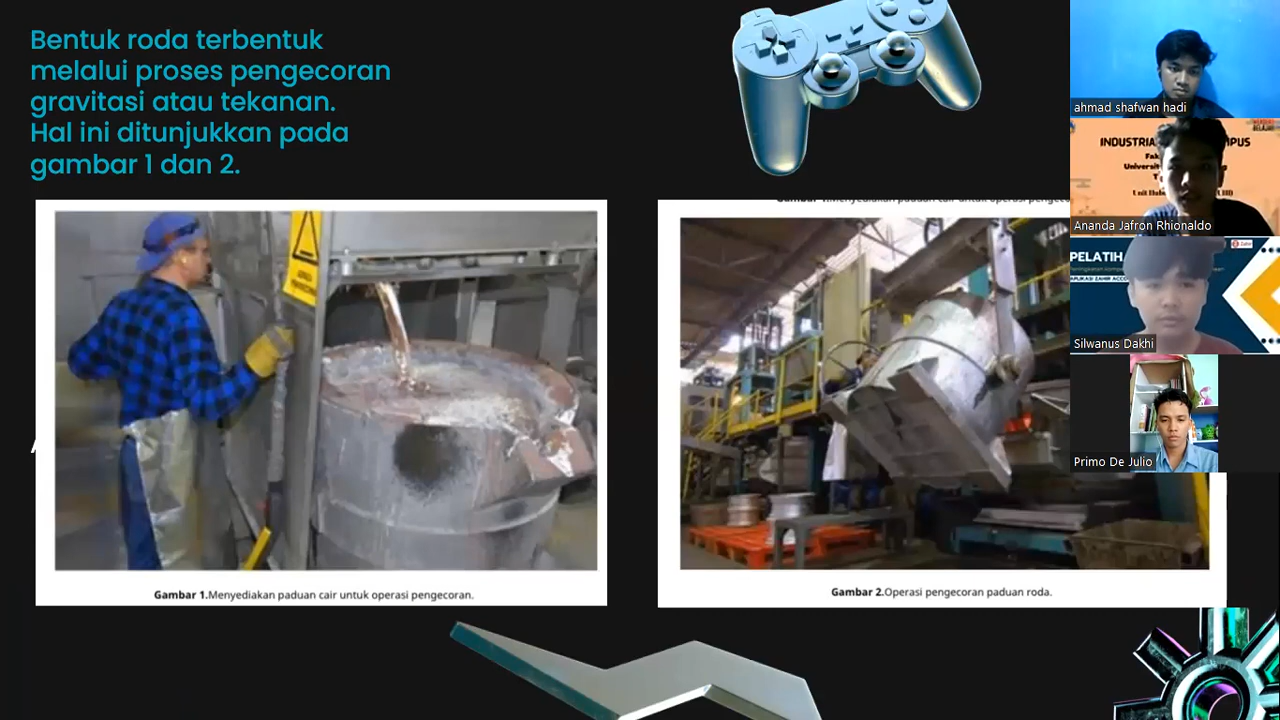 Bentuk roda terbentuk
melalui proses pengecoran
gravitasi atau tekanan.
Hal ini ditunjukkan pada
gambar 1 dan 2.
Gambar 1.Menyediakan paduan cair untuk operasi pengecoran.
Gambar 2.Operasi pengecoran paduan roda.
ahmad shafwan hadi
INDUSTRIA
Ananda Jafron Rhionaldo
PELATIH
Silwanus Dakhi
Primo De Julio